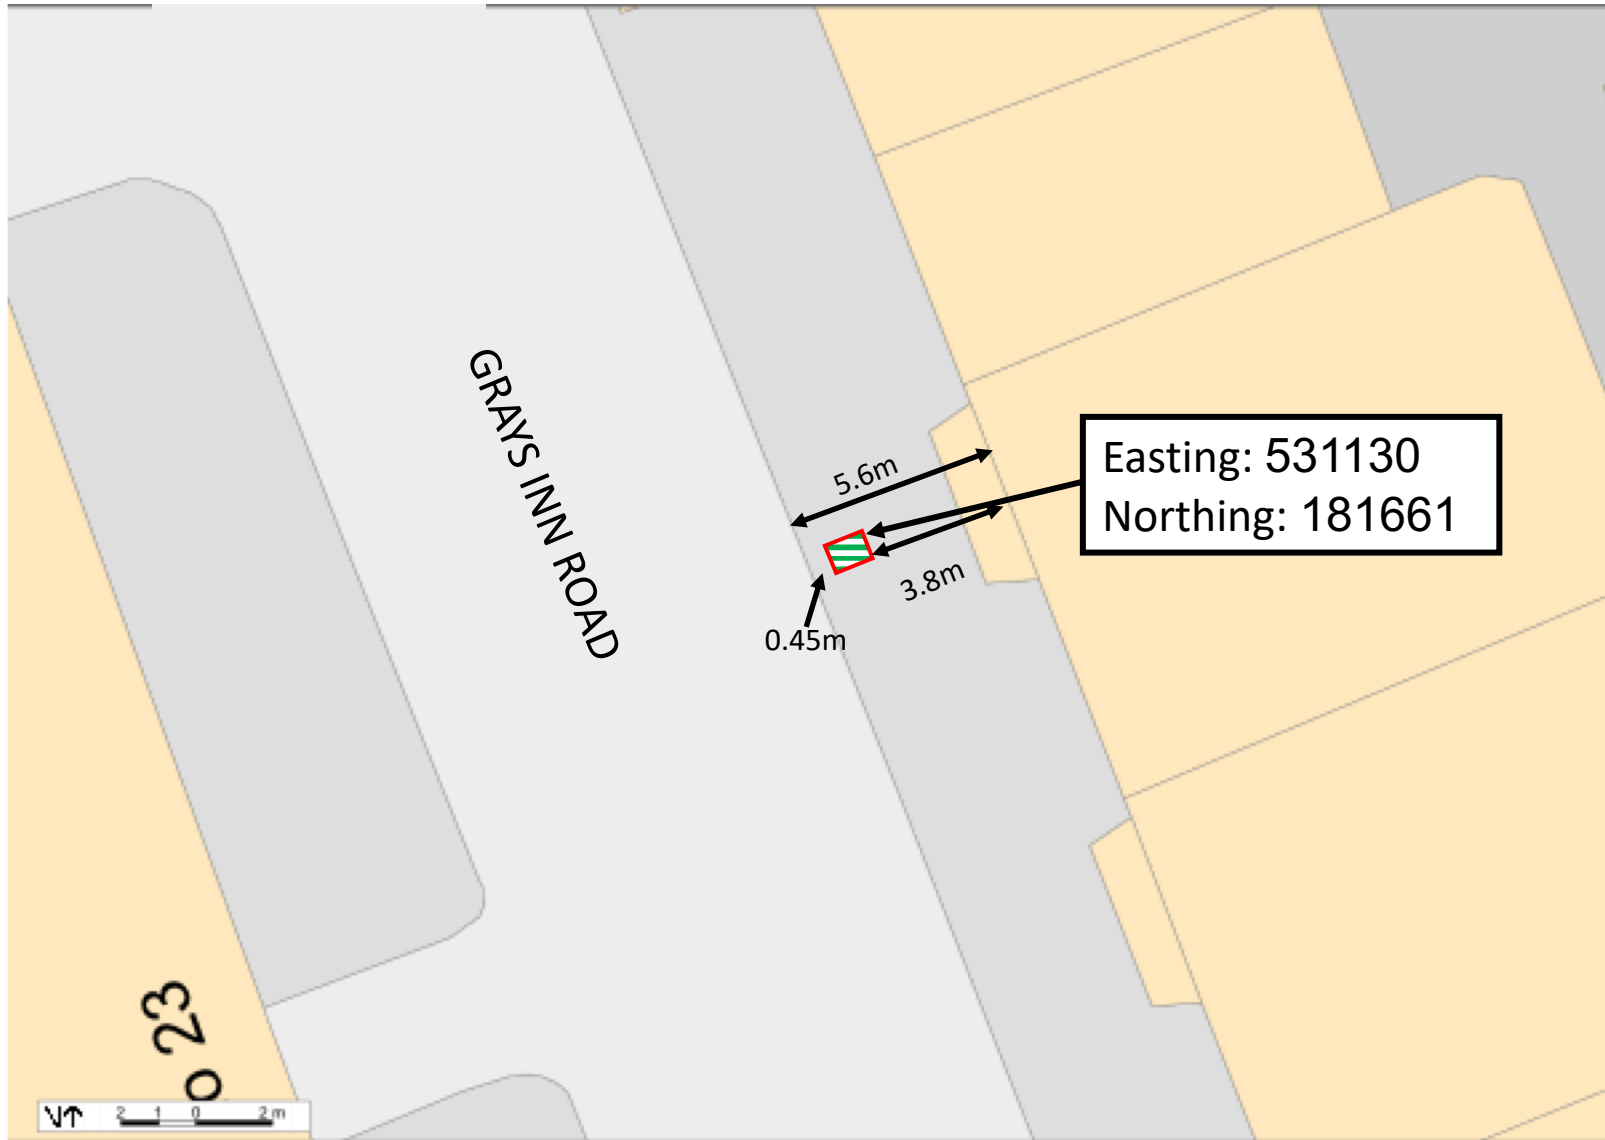 GRAYS INN ROAD
5.6m
Easting: 531130
Northing: 181661
3.8m
0.45m
o 23
N
2 1 0 2 m